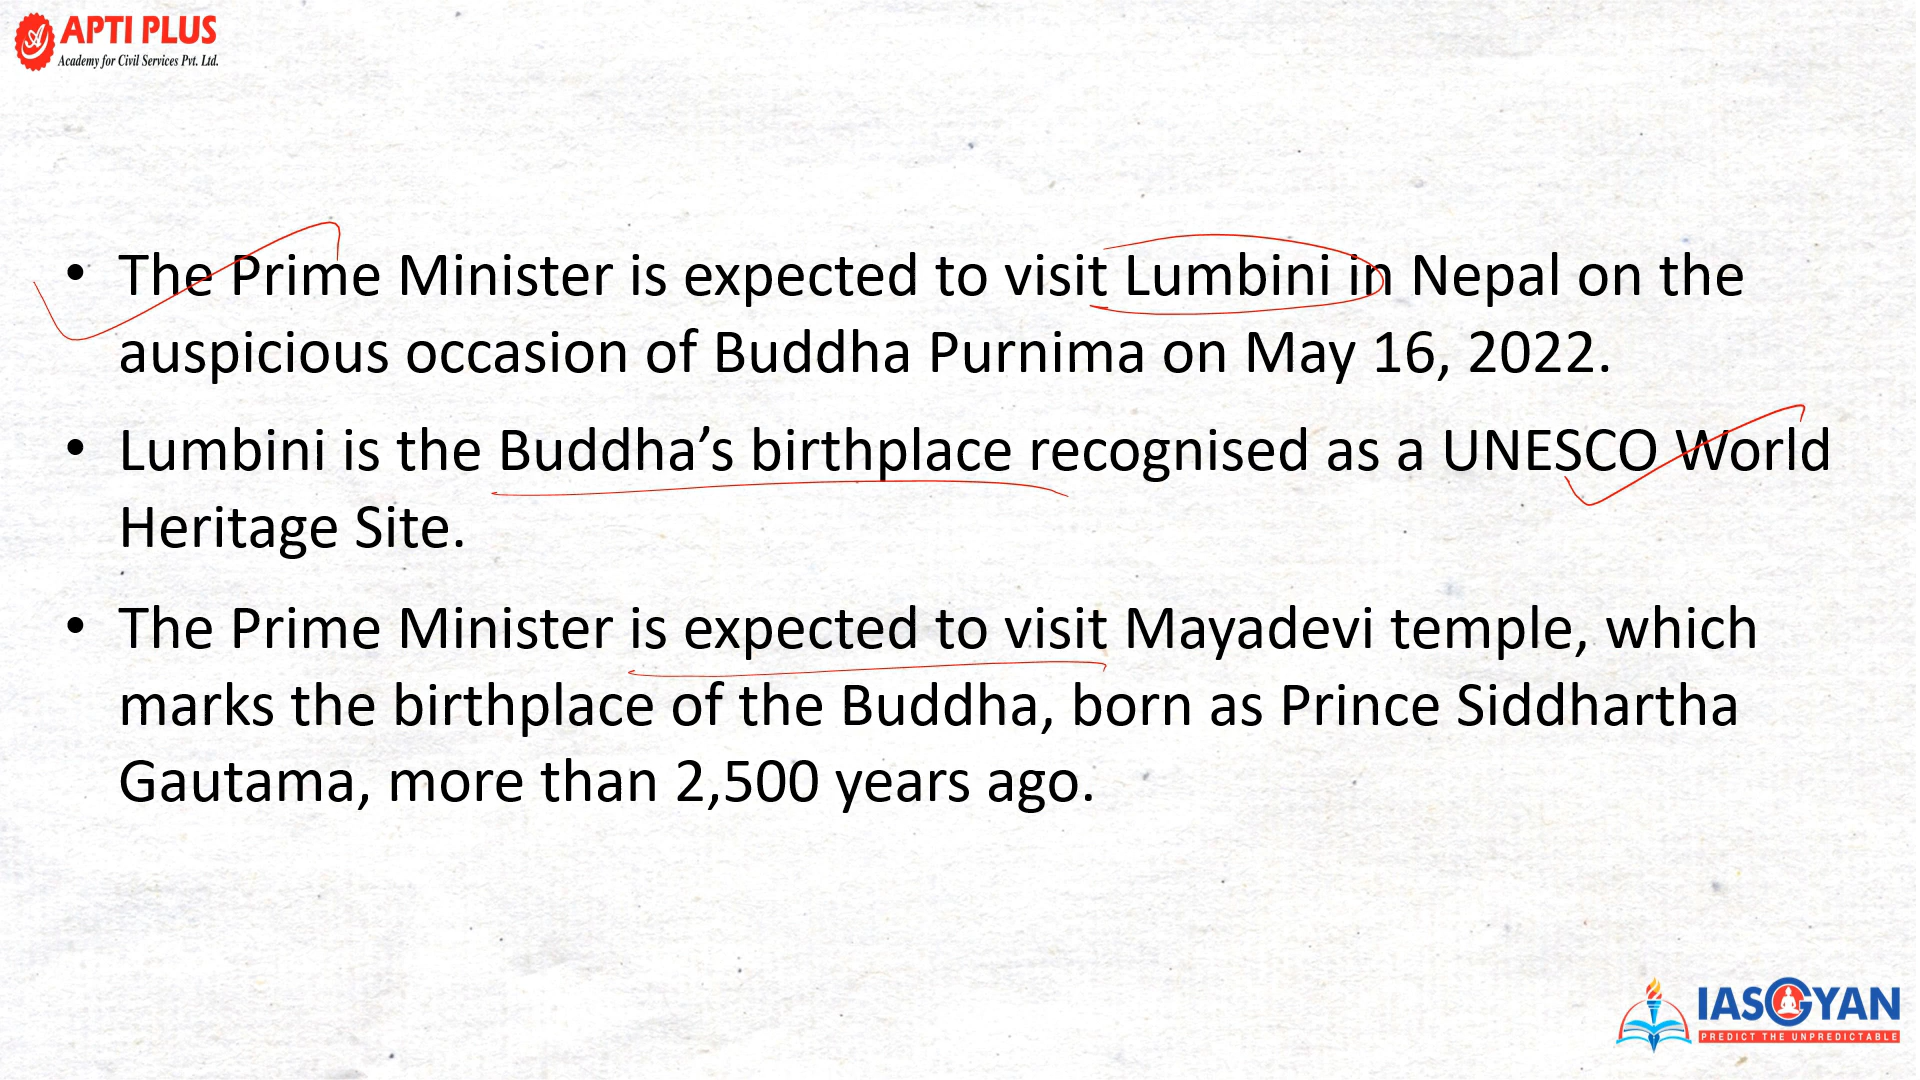 APTI PLUS
Academy for Civil Services Pvt. Ltd.
• The Prime Minister is expected to visit Lumbini in Nepal on the
auspicious occasion of Buddha Purnima on May 16, 2022.
• Lumbini is the Buddha’s birthplace recognised as a UNESCO World
Heritage Site.
• The Prime Minister is expected to visit Mayadevi temple, which
marks the birthplace of the Buddha, born as Prince Siddhartha
Gautama, more than 2,500 years ago.
IASGYAN
PREDICT THE UNPREDICTABLE